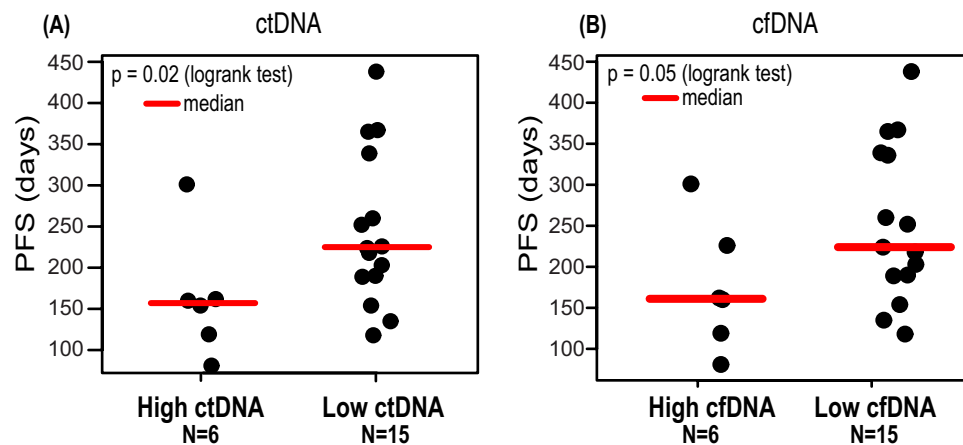 (A)
ctDNA
PFS (days)
450
400
350
300
250
200
150
100
p = 0.02 (logrank test)
median
High ctDNA
N=6
Low ctDNA
N=15
(B)
cfDNA
PFS (days)
450
400
350
300
250
200
150
100
p = 0.05 (logrank test)
median
High cfDNA
N=6
Low cfDNA
N=15